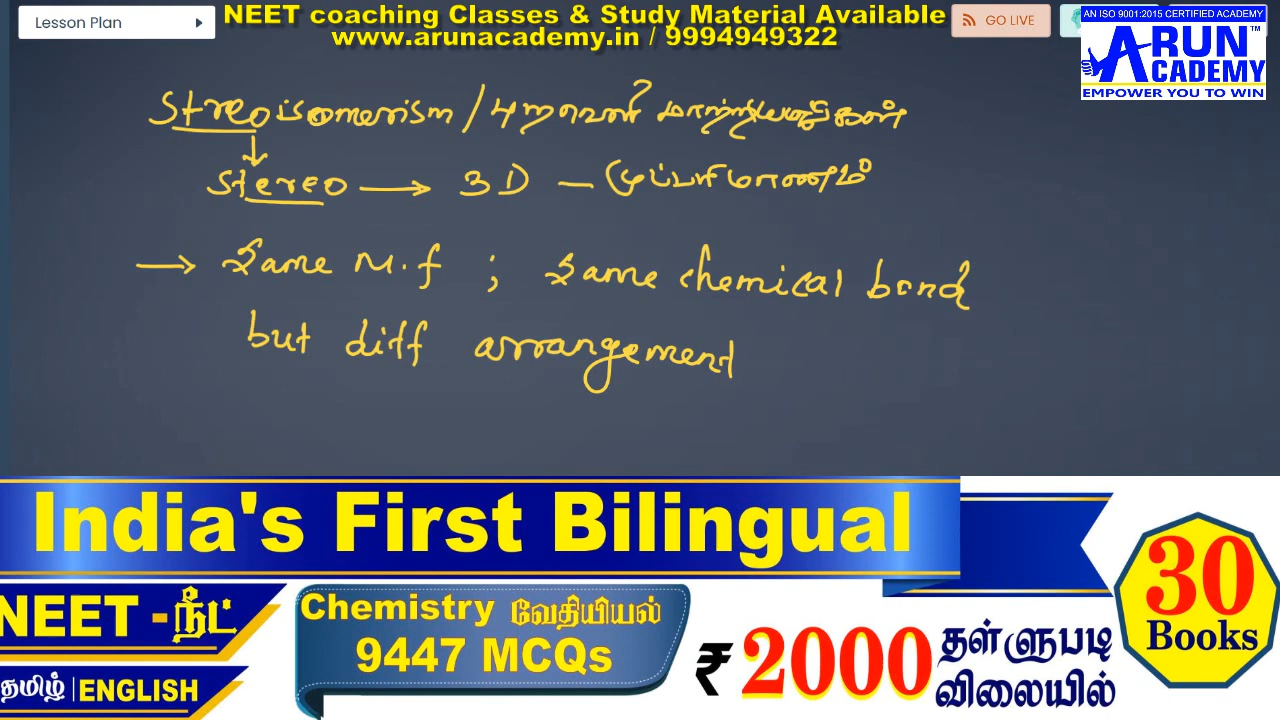 Lesson Plan
NEET coaching Classes & Study Material Available
www.arunacademy.in / 9994949322
GO LIVE
AN ISO 9001:2015 CERTIFIED ACADEMY
ARUN ACADEMY™
EMPOWER YOU TO WIN
Streoisomerism / புறவெளி மாற்றியங்கள்
Stereo → 3D – முப்பரிமாணம்
→ Same M.f ; Same chemical bond
but diff arrangement
India's First Bilingual
NEET - நீட்
தமிழ் | ENGLISH
Chemistry வேதியியல்
9447 MCQs
₹ 2000 தள்ளுபடி
விலையில்
30
Books